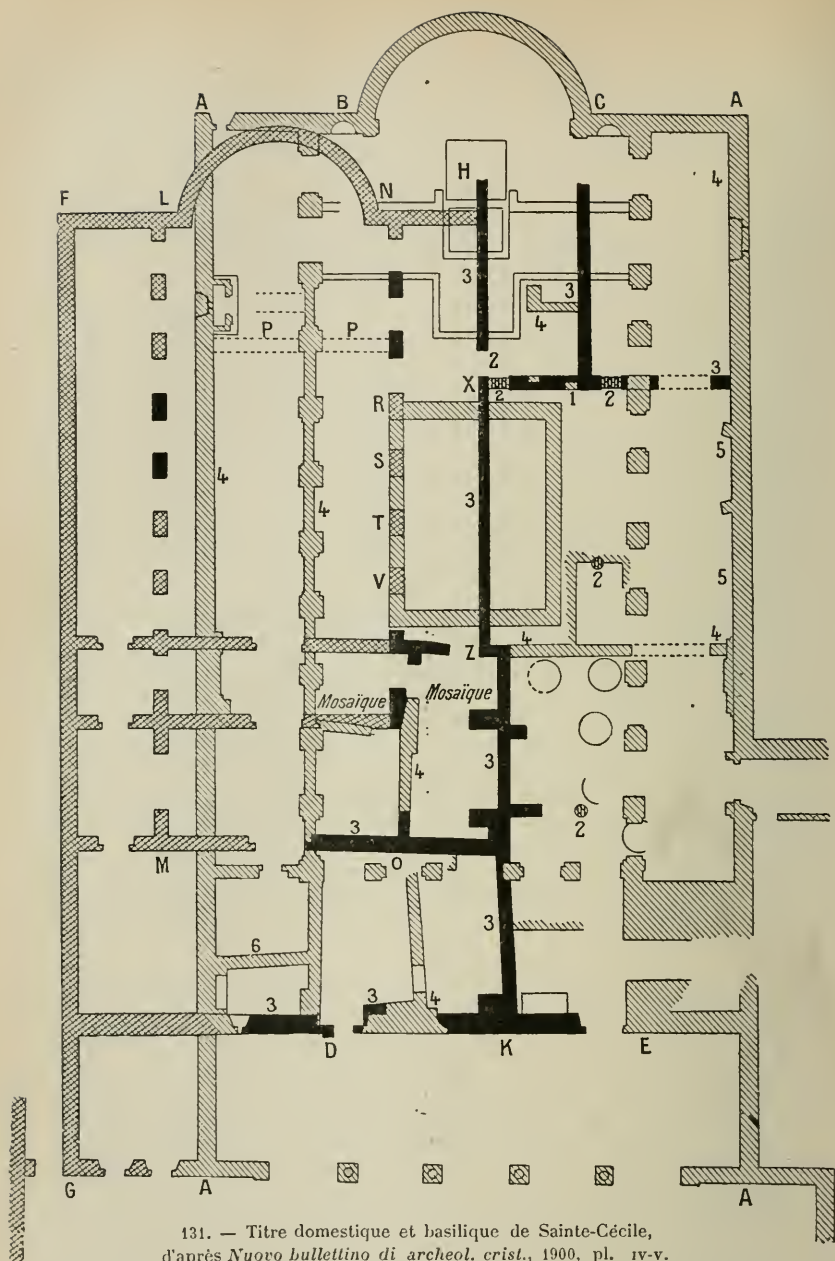 A B C A
H
4
F L N
3 3
4
P P
2
X 2 1 2 3
R
5
S
4 4 3
T
2 5
V
4 4
Z
Mosaïque Mosaïque
4 3
2
3
M O
3
6
3 3 4
D K E
G A A
131. — Titre domestique et basilique de Sainte-Cécile,
d'après Nuovo bullettino di archeol. crist., 1900, pl. IV-V.